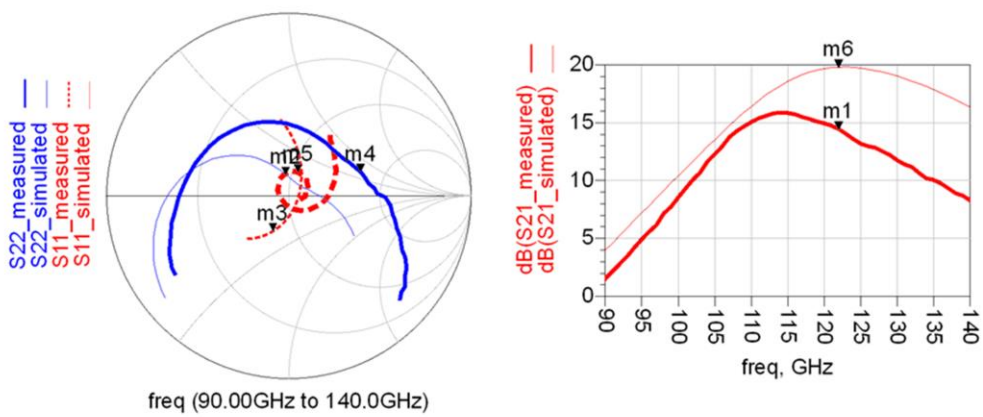 S22_measured
S22_simulated
S11_measured
S11_simulated
m5
m4
m3
freq (90.00GHz to 140.0GHz)
dB(S21_measured)
dB(S21_simulated)
m6
m1
20
15
10
5
0
90
95
100
105
110
115
120
125
130
135
140
freq, GHz